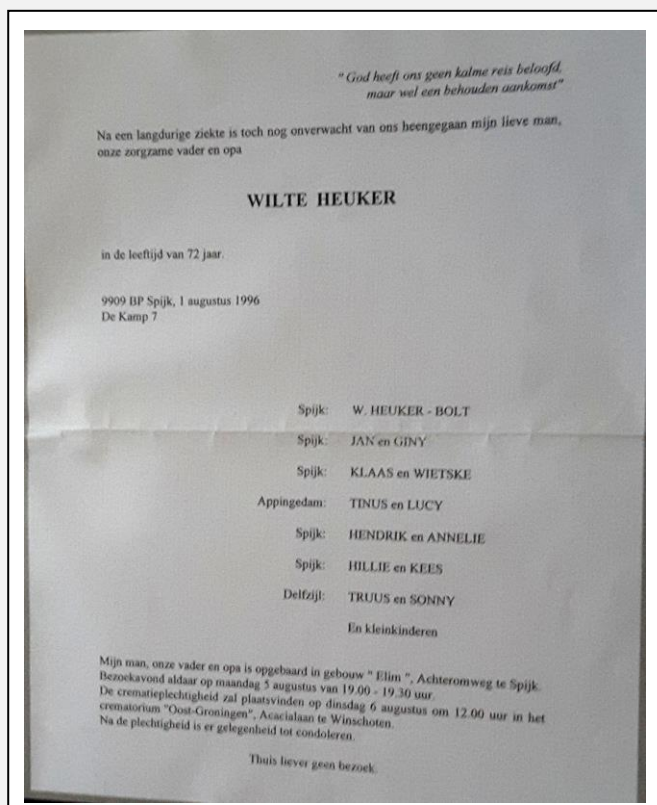 "God heeft ons geen kalme reis beloofd,
maar wel een behouden aankomst"
Na een langdurige ziekte is toch nog onverwacht van ons heengegaan mijn lieve man,
onze zorgzame vader en opa
WILTE HEUKER
in de leeftijd van 72 jaar.
9909 BP Spijk, 1 augustus 1996
De Kamp 7
Spijk: W. HEUKER - BOLT
Spijk: JAN en GINY
Spijk: KLAAS en WIETSKE
Appingedam: TINUS en LUCY
Spijk: HENDRIK en ANNELIE
Spijk: HILLIE en KEES
Delfzijl: TRUUS en SONNY
En kleinkinderen
Mijn man, onze vader en opa is opgebaard in gebouw " Elim ", Achteromweg te Spijk.
Bezoekavond aldaar op maandag 5 augustus van 19.00 - 19.30 uur.
De crematieplechtigheid zal plaatsvinden op dinsdag 6 augustus om 12.00 uur in het
crematorium "Oost-Groningen", Acacialaan te Winschoten.
Na de plechtigheid is er gelegenheid tot condoleren.
Thuis liever geen bezoek.